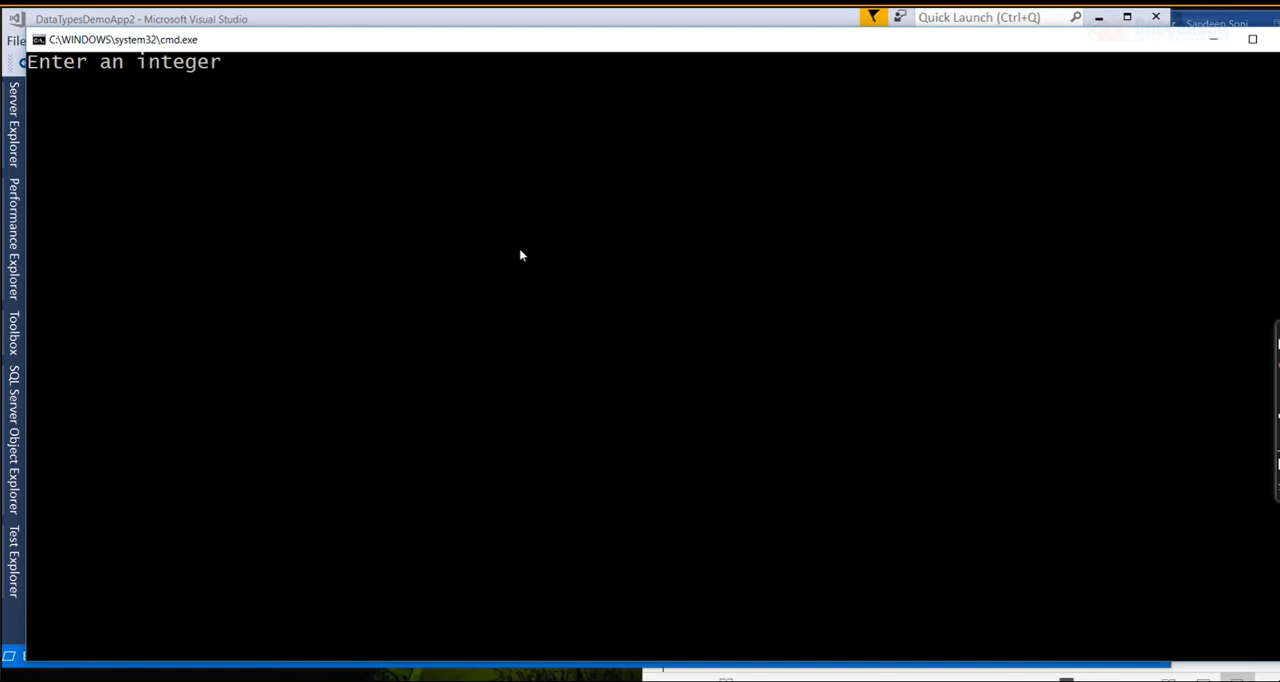 DataTypesDemoApp2 - Microsoft Visual Studio
Quick Launch (Ctrl+Q)
Sandeep Soni
File
C:\WINDOWS\system32\cmd.exe
Enter an integer
Server Explorer
Performance Explorer
Toolbox
SQL Server Object Explorer
Test Explorer